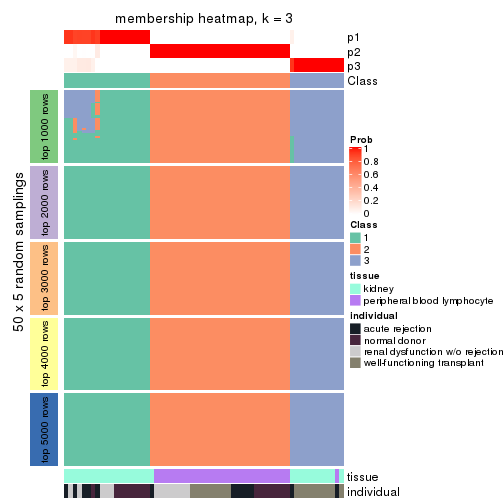 membership heatmap, k = 3
p1
p2
p3
Class
50 x 5 random samplings
top 1000 rows
top 2000 rows
top 3000 rows
top 4000 rows
top 5000 rows
tissue
individual
Prob
1
0.8
0.6
0.4
0.2
0
Class
1
2
3
tissue
kidney
peripheral blood lymphocyte
individual
acute rejection
normal donor
renal dysfunction w/o rejection
well-functioning transplant